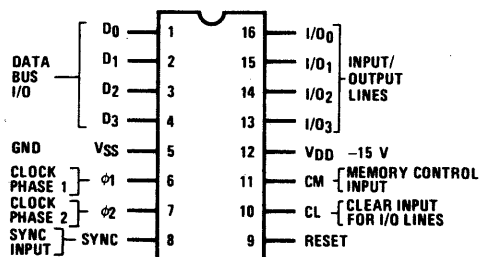 D0 1 16 I/O0
D1 2 15 I/O1
DATA BUS I/O
INPUT/ OUTPUT LINES
D2 3 14 I/O2
D3 4 13 I/O3
GND VSS 5 12 VDD -15 V
CLOCK PHASE 1 ϕ1 6 11 CM MEMORY CONTROL INPUT
CLOCK PHASE 2 ϕ2 7 10 CL CLEAR INPUT FOR I/O LINES
SYNC INPUT SYNC 8 9 RESET